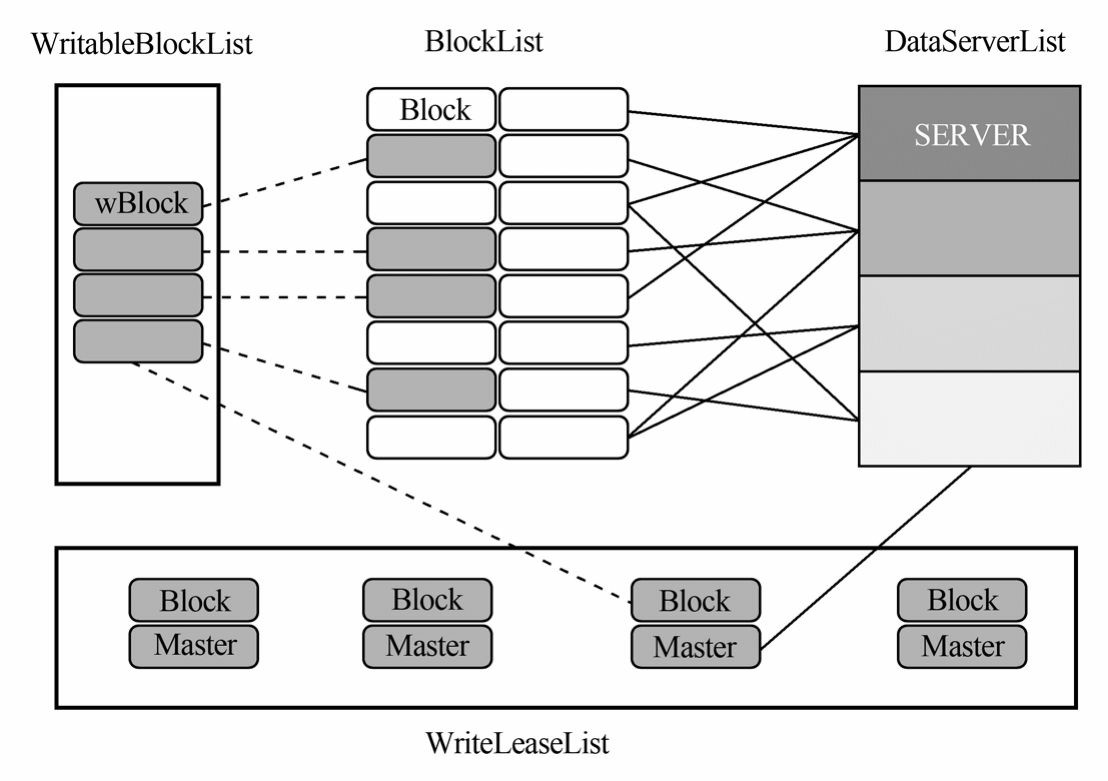 WritableBlockList
BlockList
DataServerList
Block
SERVER
wBlock
Block
Block
Block
Block
Master
Master
Master
Master
WriteLeaseList